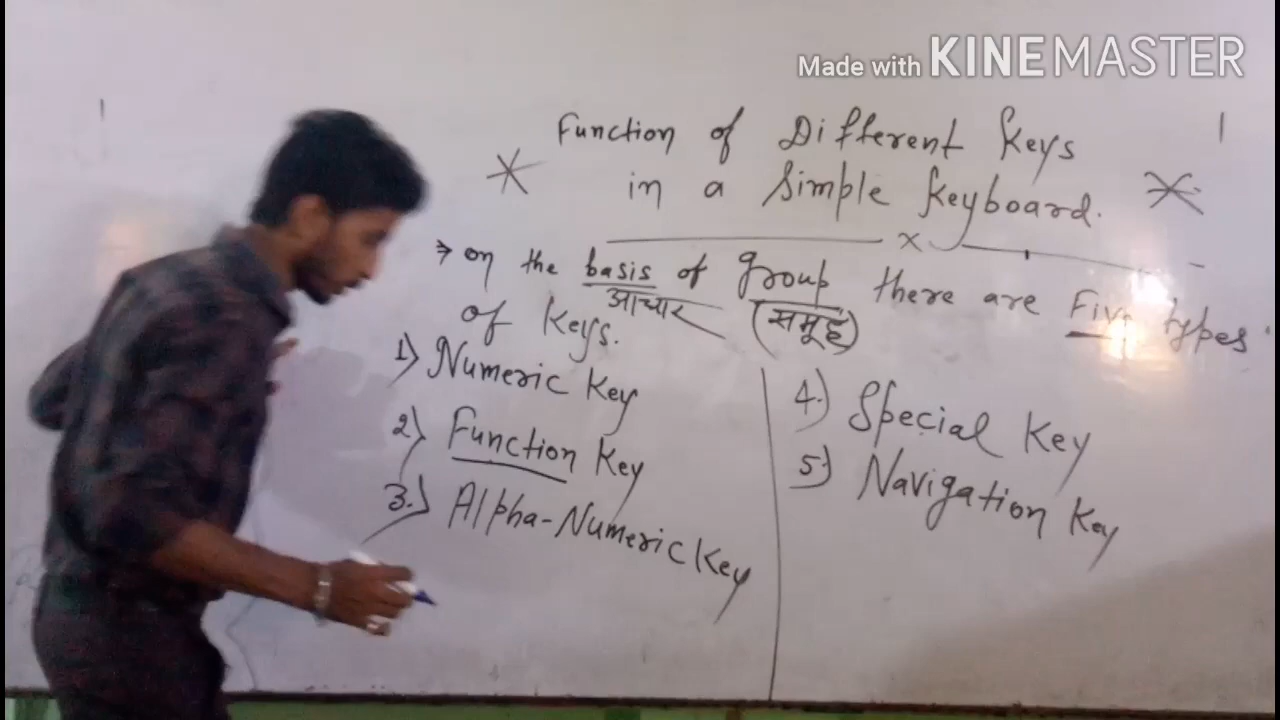 Made with KINEMASTER
Function of Different Keys
in a Simple Keyboard.
x
⇒ on the basis of group there are Five types
आचार (समूह)
of Keys.
1) Numeric Key
2) Function Key
3.) Alpha-Numeric Key
4.) Special Key
5.) Navigation Key